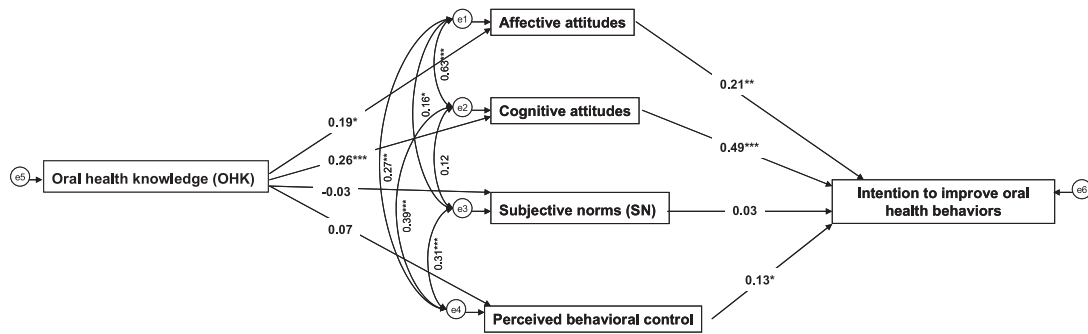 e1
Affective attitudes
0.63***
0.21**
0.16*
e2
Cognitive attitudes
0.19*
0.26***
0.27**
0.12
0.49***
e5
Oral health knowledge (OHK)
-0.03
0.39***
e3
Subjective norms (SN)
0.03
Intention to improve oral
health behaviors
e6
0.07
0.31***
0.13*
e4
Perceived behavioral control